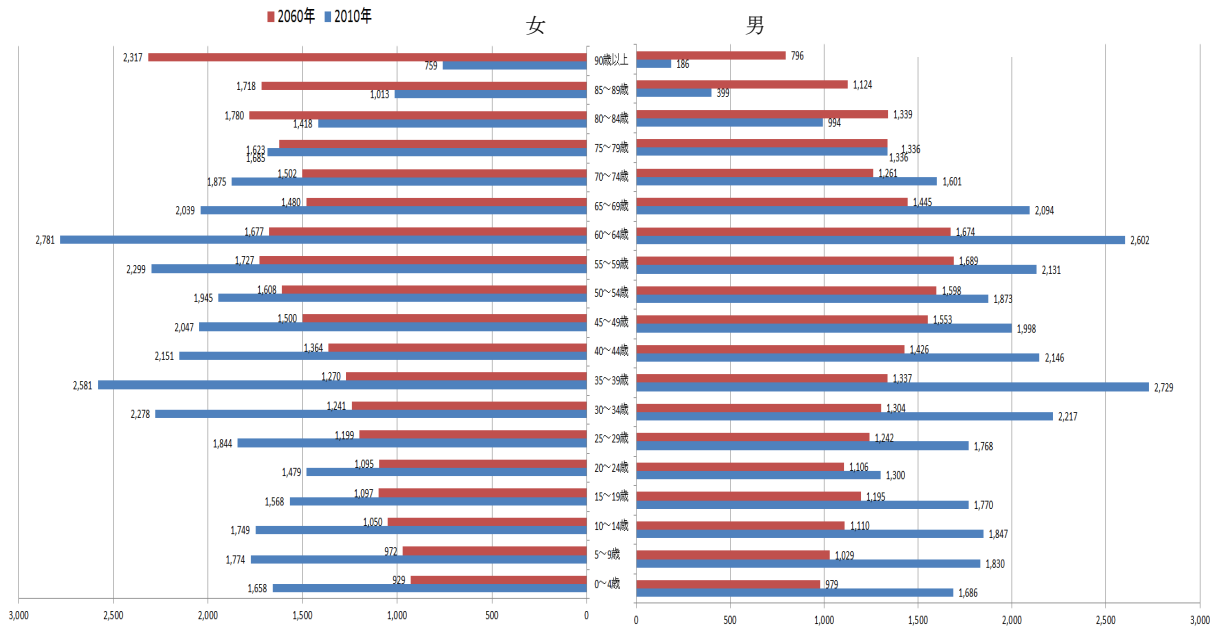 2060年 2010年
女 男
2,317 759 90歳以上 796 186
1,718 1,013 85～89歳 1,124 399
1,780 1,418 80～84歳 1,339 994
1,623 1,685 75～79歳 1,336 1,336
1,502 1,875 70～74歳 1,261 1,601
1,480 2,039 65～69歳 1,445 2,094
1,677 2,781 60～64歳 1,674 2,602
1,727 2,299 55～59歳 1,689 2,131
1,608 1,945 50～54歳 1,598 1,873
1,500 2,047 45～49歳 1,553 1,998
1,364 2,151 40～44歳 1,426 2,146
1,270 2,581 35～39歳 1,337 2,729
1,241 2,278 30～34歳 1,304 2,217
1,199 1,844 25～29歳 1,242 1,768
1,095 1,479 20～24歳 1,106 1,300
1,097 1,568 15～19歳 1,195 1,770
1,050 1,749 10～14歳 1,110 1,847
972 1,774 5～9歳 1,029 1,830
929 1,658 0～4歳 979 1,686
3,000 2,500 2,000 1,500 1,000 500 0 0 500 1,000 1,500 2,000 2,500 3,000